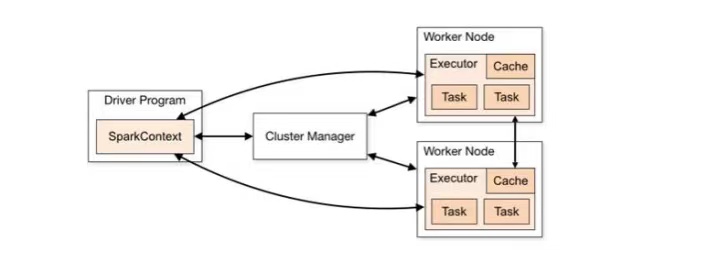 Driver Program
SparkContext
Cluster Manager
Worker Node
Executor
Cache
Task
Task
Worker Node
Executor
Cache
Task
Task